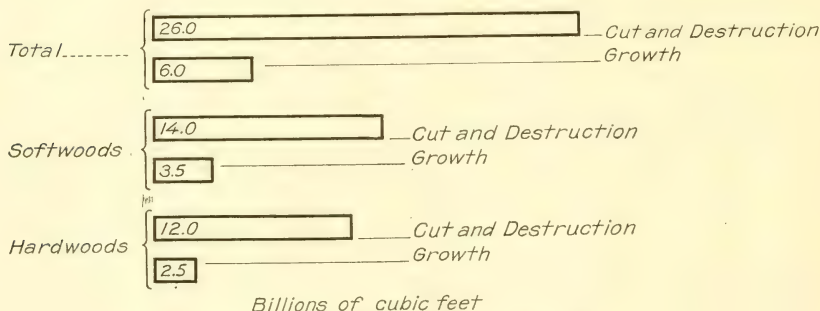 26.0 Cut and Destruction
Total
6.0 Growth
14.0 Cut and Destruction
Softwoods
3.5 Growth
12.0 Cut and Destruction
Hardwoods
2.5 Growth
Billions of cubic feet